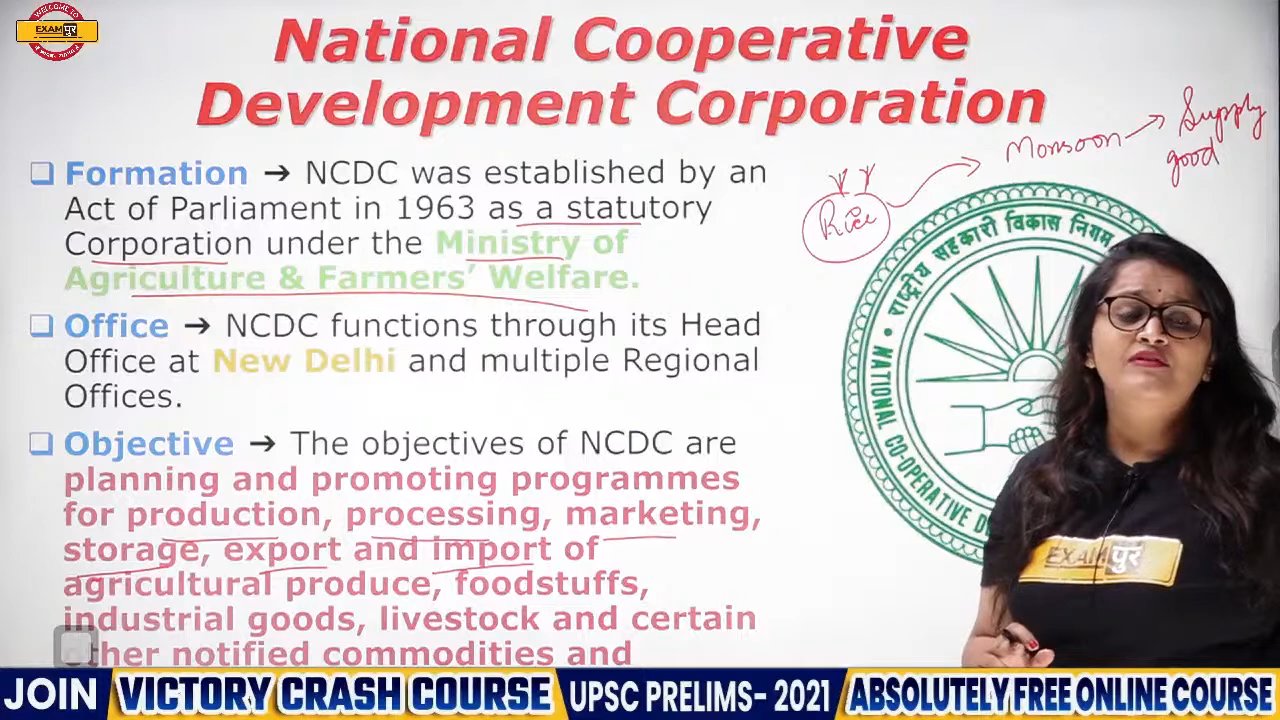 WELCOME TO
EXAMपुर
National Cooperative
Development Corporation
❑ Formation → NCDC was established by an
Act of Parliament in 1963 as a statutory
Corporation under the Ministry of
Agriculture & Farmers’ Welfare.
❑ Office → NCDC functions through its Head
Office at New Delhi and multiple Regional
Offices.
❑ Objective → The objectives of NCDC are
planning and promoting programmes
for production, processing, marketing,
storage, export and import of
agricultural produce, foodstuffs,
industrial goods, livestock and certain
other notified commodities and
Rice
Monsoon → Supply
good
राष्ट्रीय सहकारी विकास निगम
NATIONAL CO-OPERATIVE
EXAMपुर
JOIN VICTORY CRASH COURSE UPSC PRELIMS- 2021 ABSOLUTELY FREE ONLINE COURSE